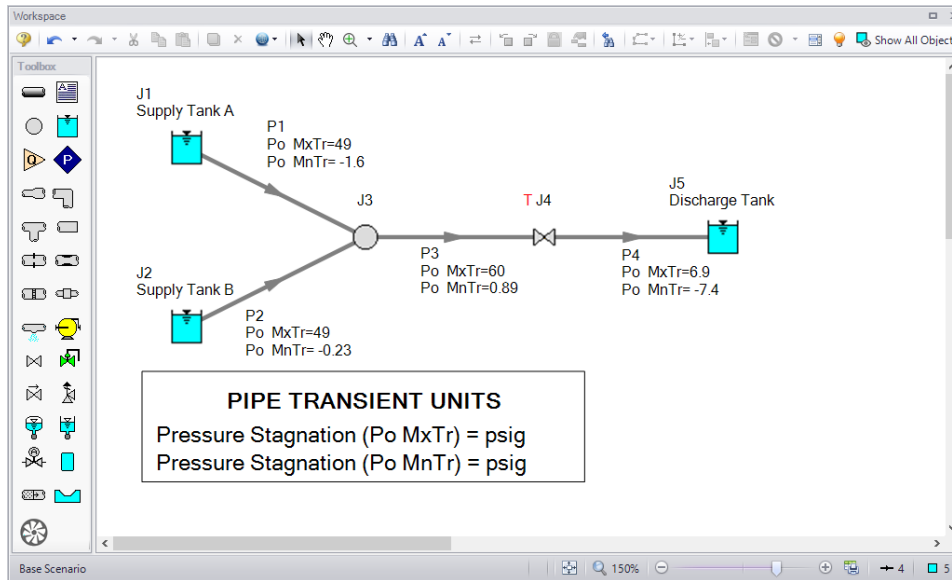 Workspace
Show All Object
Toolbox
J1
Supply Tank A
P1
Po MxTr=49
Po MnTr= -1.6
J3
T J4
J5
Discharge Tank
P3
Po MxTr=60
Po MnTr=0.89
P4
Po MxTr=6.9
Po MnTr= -7.4
J2
Supply Tank B
P2
Po MxTr=49
Po MnTr= -0.23
PIPE TRANSIENT UNITS
Pressure Stagnation (Po MxTr) = psig
Pressure Stagnation (Po MnTr) = psig
Base Scenario
150%
4
5